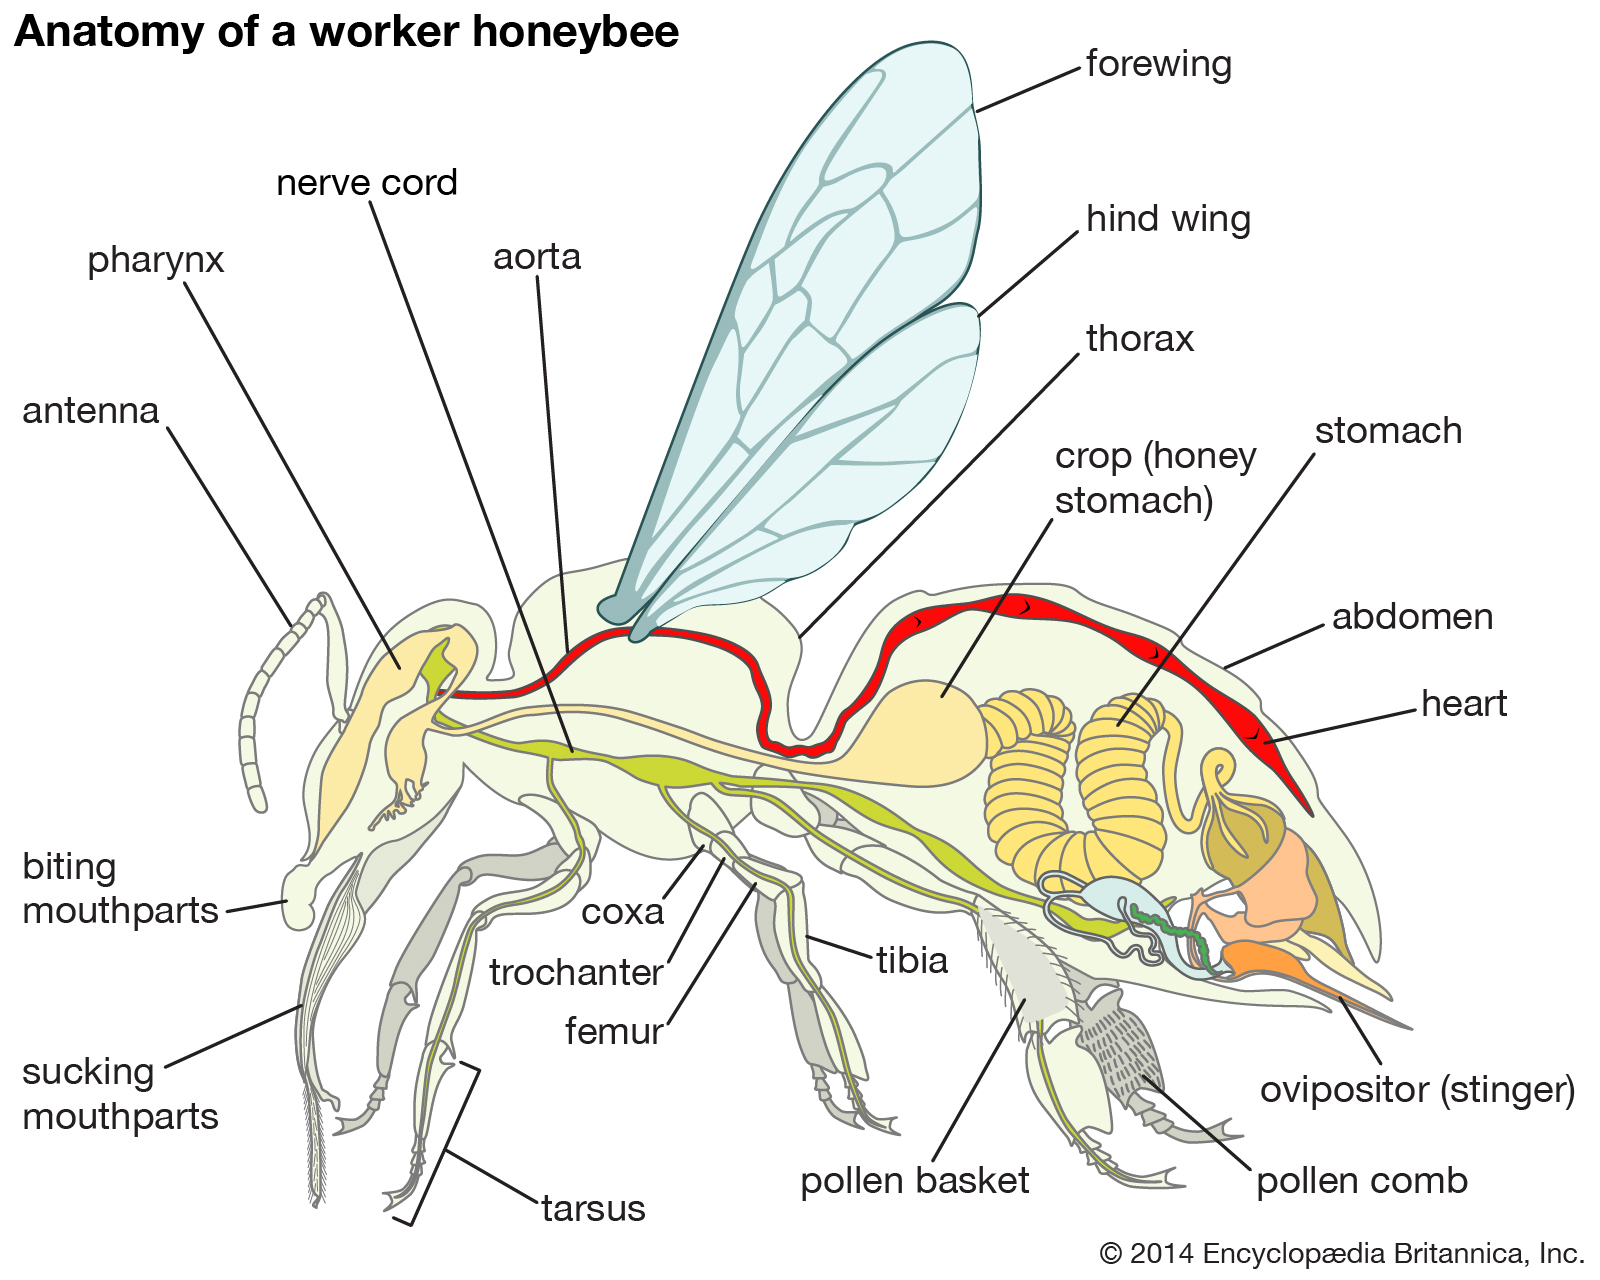 Anatomy of a worker honeybee
forewing
nerve cord
hind wing
pharynx
aorta
thorax
antenna
stomach
crop (honey
stomach)
abdomen
heart
biting
mouthparts
coxa
tibia
trochanter
femur
sucking
mouthparts
ovipositor (stinger)
pollen basket
pollen comb
tarsus
© 2014 Encyclopædia Britannica, Inc.